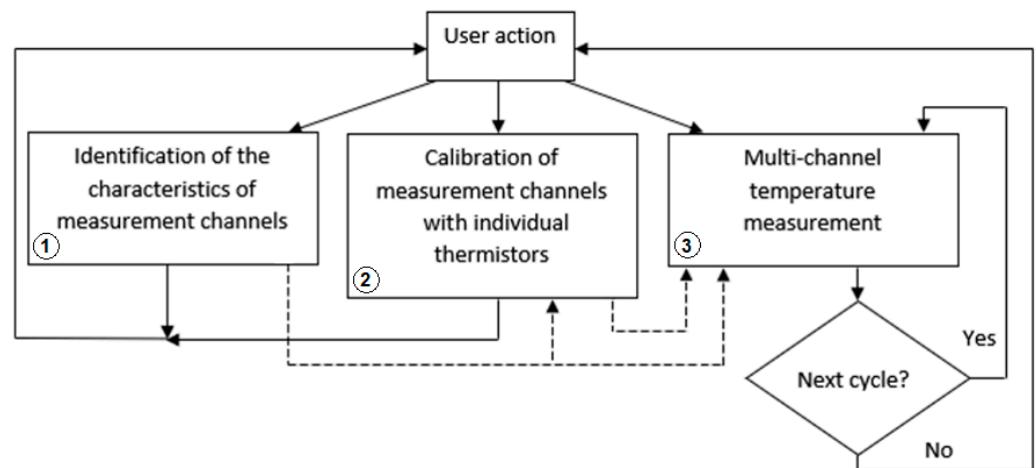 User action
Identification of the
characteristics of
measurement channels
1
Calibration of
measurement channels
with individual
thermistors
2
Multi-channel
temperature
measurement
3
Next cycle?
Yes
No